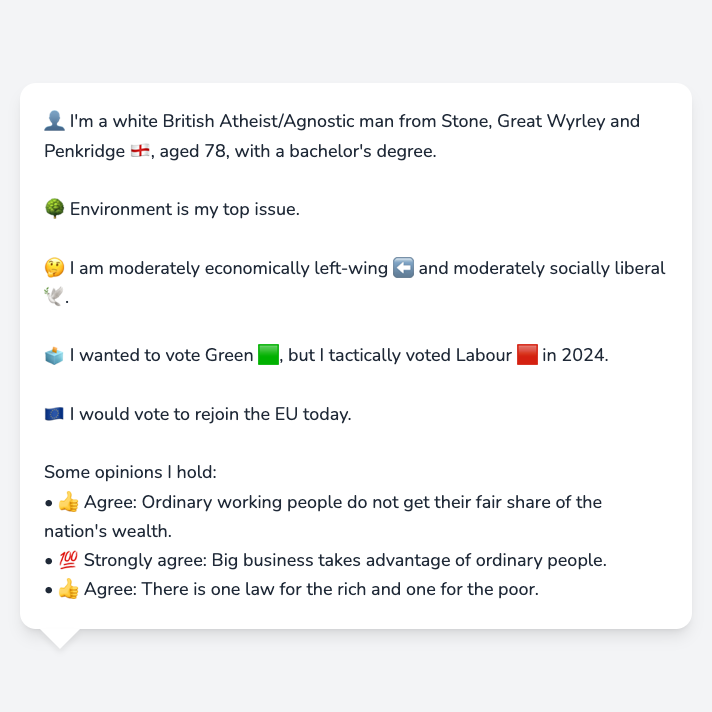 👤 I'm a white British Atheist/Agnostic man from Stone, Great Wyrley and
Penkridge 🏴󠁧󠁢󠁥󠁮󠁧󠁿, aged 78, with a bachelor's degree.
🌳 Environment is my top issue.
🤔 I am moderately economically left-wing ⬅️ and moderately socially liberal
🕊️.
🗳️ I wanted to vote Green 🟩, but I tactically voted Labour 🟥 in 2024.
🇪🇺 I would vote to rejoin the EU today.
Some opinions I hold:
• 👍 Agree: Ordinary working people do not get their fair share of the
nation's wealth.
• 💯 Strongly agree: Big business takes advantage of ordinary people.
• 👍 Agree: There is one law for the rich and one for the poor.